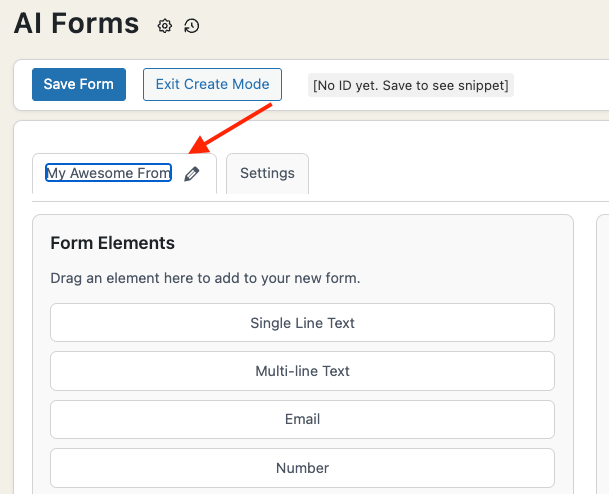 AI Forms
Save Form
Exit Create Mode
[No ID yet. Save to see snippet]
My Awesome From
Settings
Form Elements
Drag an element here to add to your new form.
Single Line Text
Multi-line Text
Email
Number